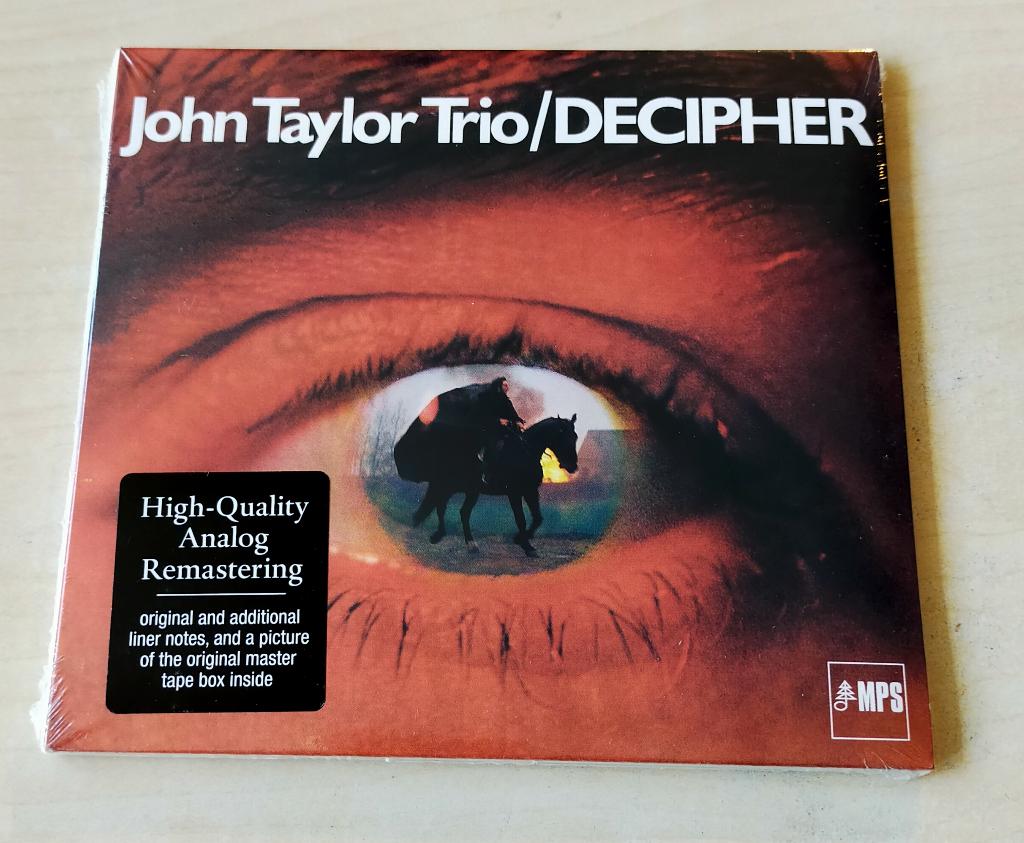 John Taylor Trio/DECIPHER
High-Quality
Analog
Remastering
original and additional
liner notes, and a picture
of the original master
tape box inside
MPS